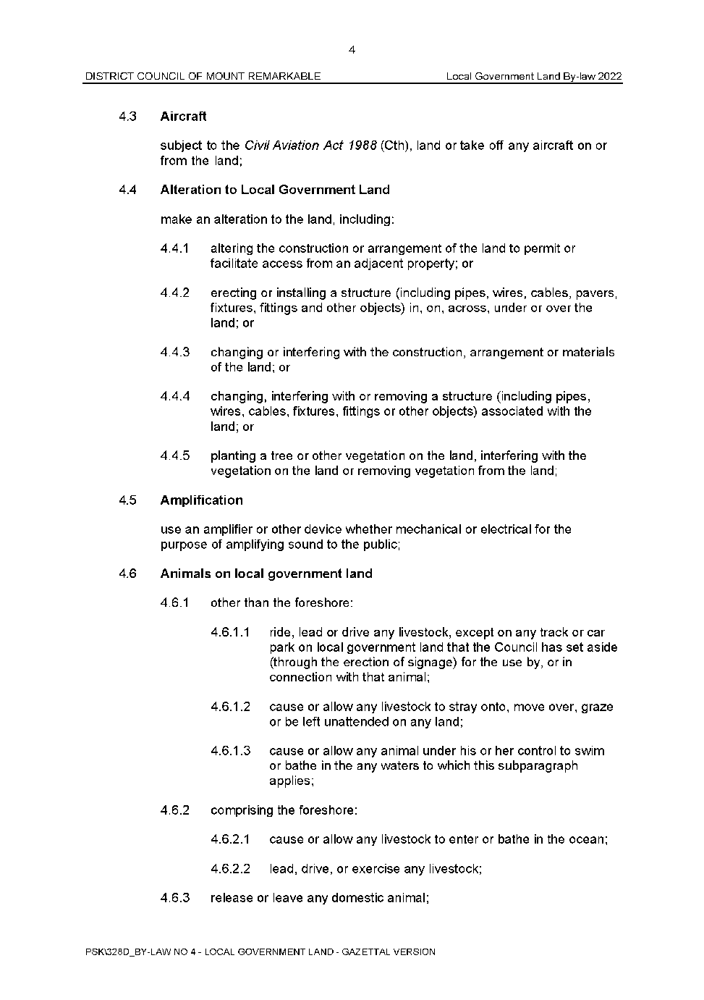 4
DISTRICT COUNCIL OF MOUNT REMARKABLE Local Government Land By-law 2022
4.3 Aircraft
subject to the Civil Aviation Act 1988 (Cth), land or take off any aircraft on or
from the land;
4.4 Alteration to Local Government Land
make an alteration to the land, including:
4.4.1 altering the construction or arrangement of the land to permit or
facilitate access from an adjacent property; or
4.4.2 erecting or installing a structure (including pipes, wires, cables, pavers,
fixtures, fittings and other objects) in, on, across, under or over the
land; or
4.4.3 changing or interfering with the construction, arrangement or materials
of the land; or
4.4.4 changing, interfering with or removing a structure (including pipes,
wires, cables, fixtures, fittings or other objects) associated with the
land; or
4.4.5 planting a tree or other vegetation on the land, interfering with the
vegetation on the land or removing vegetation from the land;
4.5 Amplification
use an amplifier or other device whether mechanical or electrical for the
purpose of amplifying sound to the public;
4.6 Animals on local government land
4.6.1 other than the foreshore:
4.6.1.1 ride, lead or drive any livestock, except on any track or car
park on local government land that the Council has set aside
(through the erection of signage) for the use by, or in
connection with that animal;
4.6.1.2 cause or allow any livestock to stray onto, move over, graze
or be left unattended on any land;
4.6.1.3 cause or allow any animal under his or her control to swim
or bathe in the any waters to which this subparagraph
applies;
4.6.2 comprising the foreshore:
4.6.2.1 cause or allow any livestock to enter or bathe in the ocean;
4.6.2.2 lead, drive, or exercise any livestock;
4.6.3 release or leave any domestic animal;
PSK\328D_BY-LAW NO 4 - LOCAL GOVERNMENT LAND - GAZETTAL VERSION